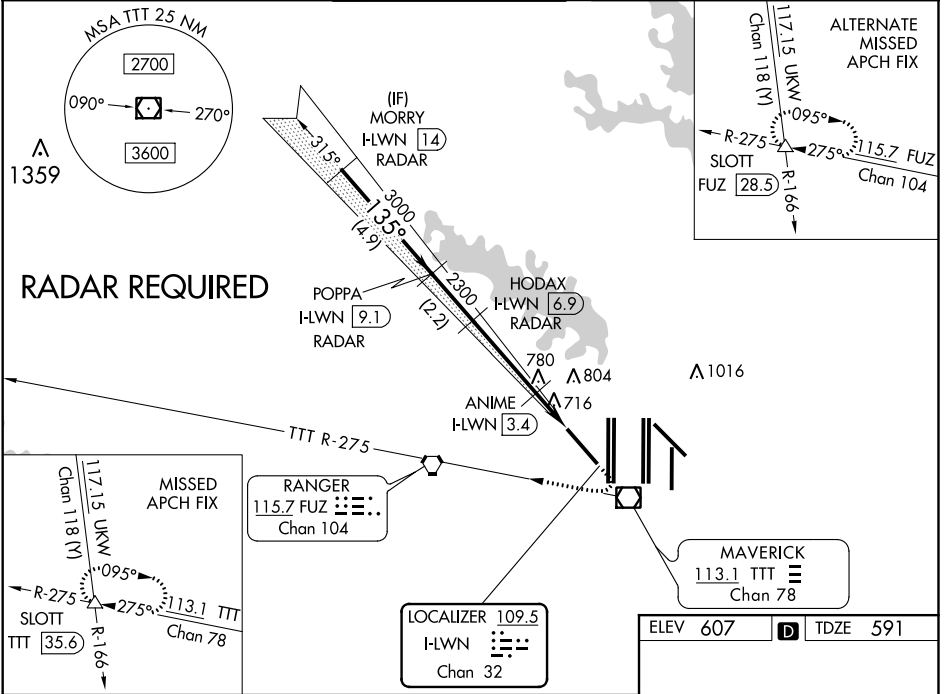 MSA TTT 25 NM
2700
090°
270°
3600
1359
(IF)
MORRY
I-LWN 14
RADAR
315°
3000
135°
(4.9)
RADAR REQUIRED
POPPA
I-LWN 9.1
RADAR
2300
(2.2)
HODAX
I-LWN 6.9
RADAR
780
804
716
1016
ANIME
I-LWN 3.4
ALTERNATE
MISSED
APCH FIX
117.15 UKW
Chan 118 (Y)
095°
R-275
275°
115.7 FUZ
Chan 104
SLOTT
FUZ 28.5
R-166
TTT R-275
RANGER
115.7 FUZ
Chan 104
MISSED
APCH FIX
117.15 UKW
Chan 118 (Y)
095°
R-275
275°
113.1 TTT
Chan 78
SLOTT
TTT 35.6
R-166
LOCALIZER 109.5
I-LWN
Chan 32
MAVERICK
113.1 TTT
Chan 78
ELEV 607 D TDZE 591